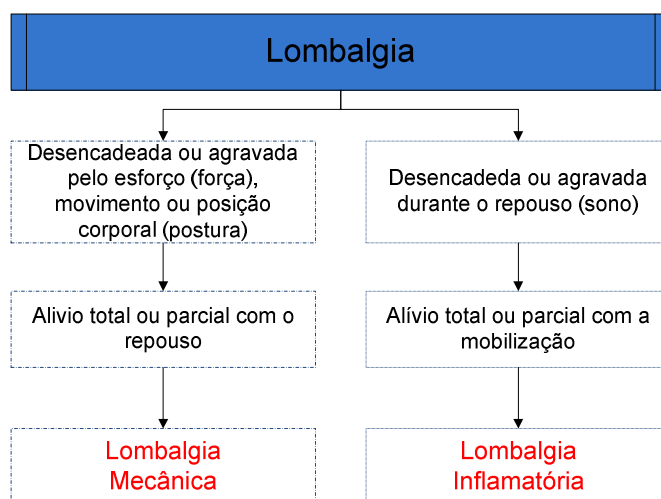 Lombalgia
Desencadeada ou agravada
pelo esforço (força),
movimento ou posição
corporal (postura)
Desencadeda ou agravada
durante o repouso (sono)
Alivio total ou parcial com o
repouso
Alívio total ou parcial com a
mobilização
Lombalgia
Mecânica
Lombalgia
Inflamatória